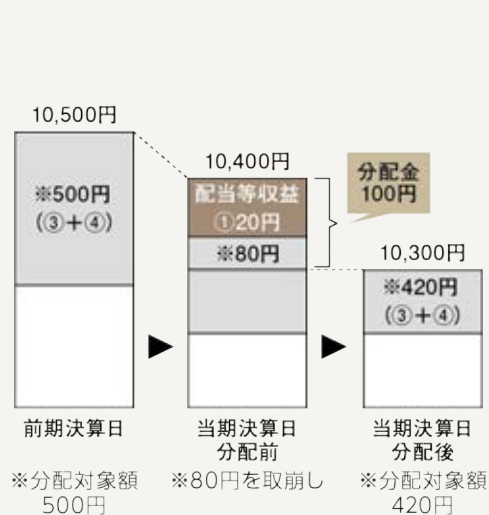 10,500円
※500円
(③+④)
前期決算日
※分配対象額
500円
10,400円
配当等収益
①20円
※80円
分配金
100円
当期決算日
分配前
※80円を取崩し
10,300円
※420円
(③+④)
当期決算日
分配後
※分配対象額
420円